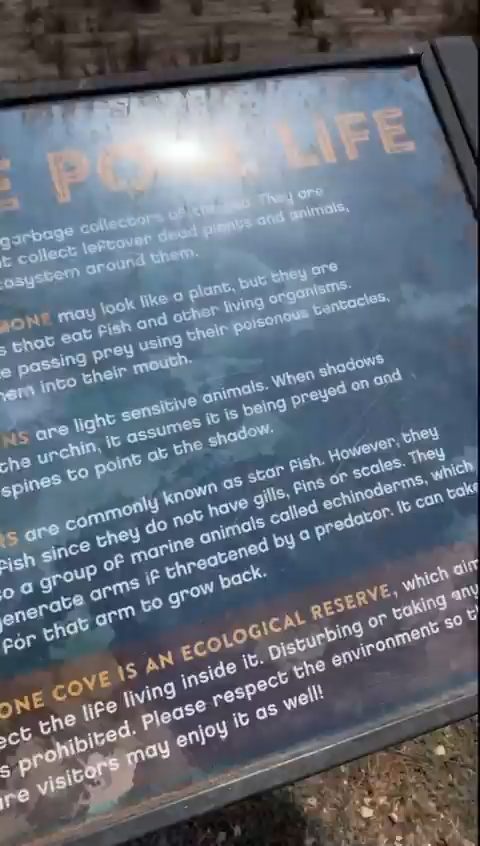 E PO LIFE
garbage collectors of the They are
t collect leftover dead plants and animals,
cosystem around them.
BONE may look like a plant, but they are
s that eat fish and other living organisms.
e passing prey using their poisonous tentacles,
hem into their mouth.
NS are light sensitive animals. When shadows
the urchin, it assumes it is being preyed on and
spines to point at the shadow.
RS are commonly known as star fish. However, they
fish since they do not have gills, fins or scales. They
o a group of marine animals called echinoderms, which
enerate arms if threatened by a predator. It can take
for that arm to grow back.
ONE COVE IS AN ECOLOGICAL RESERVE, which aim
ect the life living inside it. Disturbing or taking any
s prohibited. Please respect the environment so th
ure visitors may enjoy it as well!